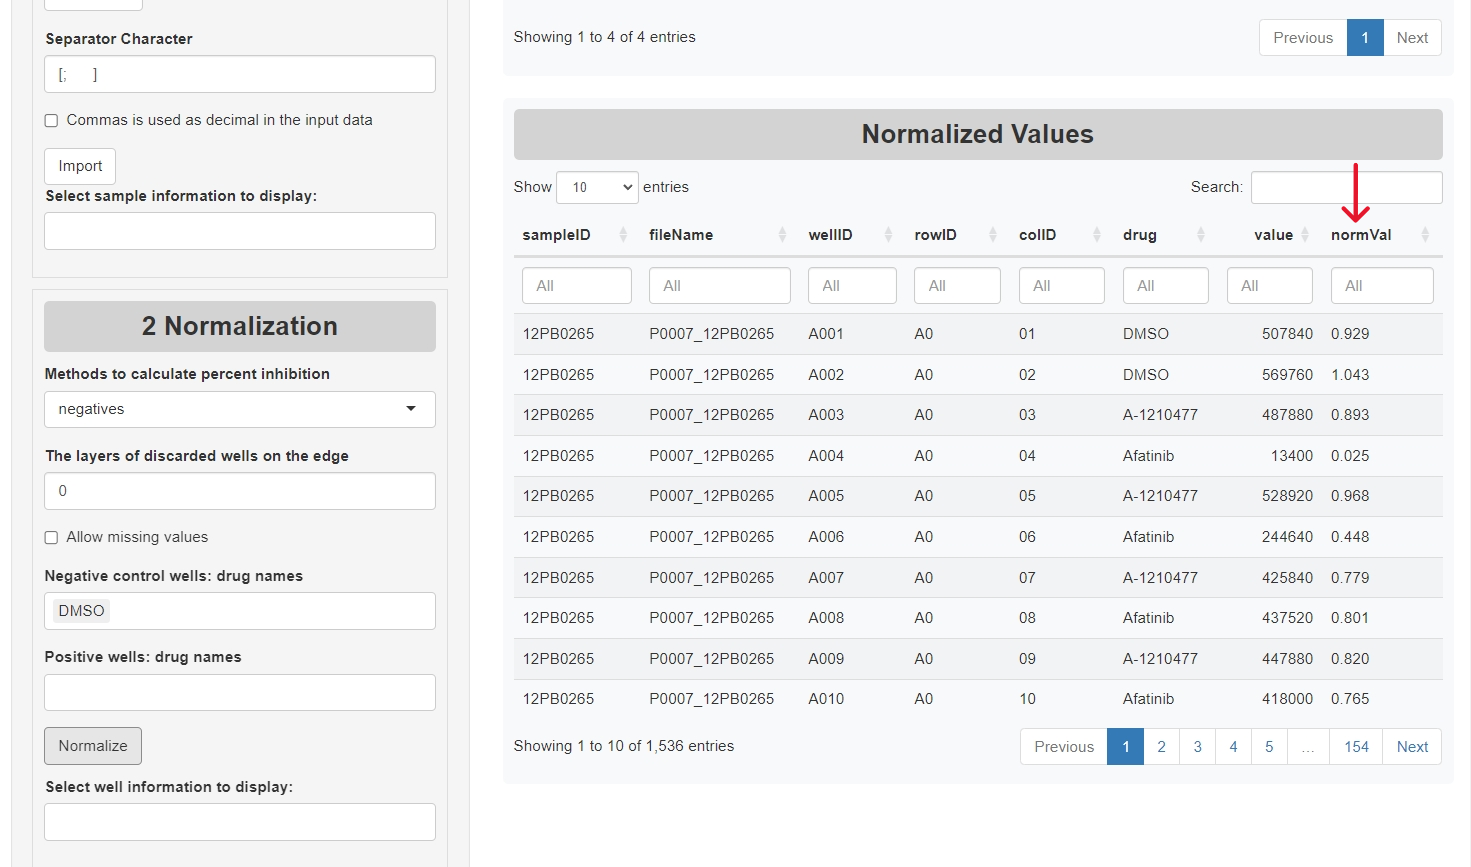 Separator Character
[;      ]
Commas is used as decimal in the input data
Import
Select sample information to display:
2 Normalization
Methods to calculate percent inhibition
negatives
The layers of discarded wells on the edge
0
Allow missing values
Negative control wells: drug names
DMSO
Positive wells: drug names
Normalize
Select well information to display:
Showing 1 to 4 of 4 entries
Previous 1 Next
Normalized Values
Show 10 entries
Search:
sampleID fileName wellID rowID colID drug value normVal
All All All All All All All All
12PB0265 P0007_12PB0265 A001 A0 01 DMSO 507840 0.929
12PB0265 P0007_12PB0265 A002 A0 02 DMSO 569760 1.043
12PB0265 P0007_12PB0265 A003 A0 03 A-1210477 487880 0.893
12PB0265 P0007_12PB0265 A004 A0 04 Afatinib 13400 0.025
12PB0265 P0007_12PB0265 A005 A0 05 A-1210477 528920 0.968
12PB0265 P0007_12PB0265 A006 A0 06 Afatinib 244640 0.448
12PB0265 P0007_12PB0265 A007 A0 07 A-1210477 425840 0.779
12PB0265 P0007_12PB0265 A008 A0 08 Afatinib 437520 0.801
12PB0265 P0007_12PB0265 A009 A0 09 A-1210477 447880 0.820
12PB0265 P0007_12PB0265 A010 A0 10 Afatinib 418000 0.765
Showing 1 to 10 of 1,536 entries
Previous 1 2 3 4 5 … 154 Next